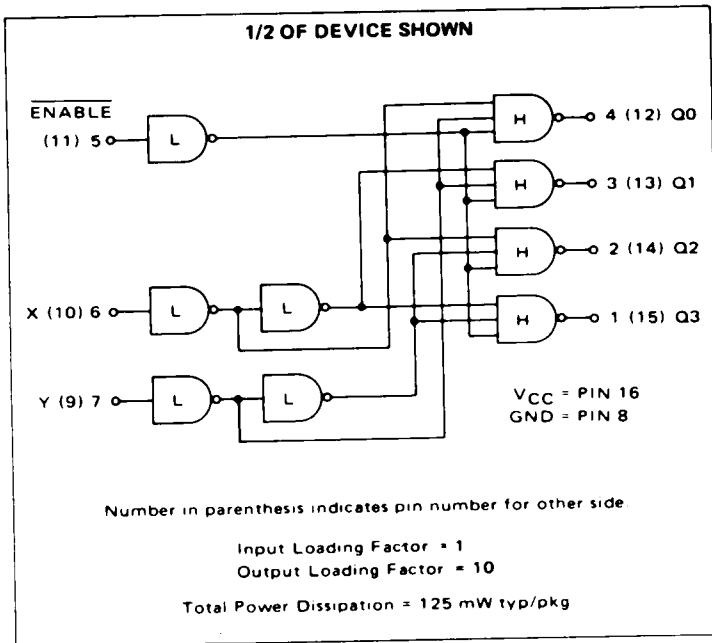 1/2 OF DEVICE SHOWN
ENABLE
(11) 5
L
H
4 (12) Q0
H
3 (13) Q1
H
2 (14) Q2
X (10) 6
L
L
H
1 (15) Q3
Y (9) 7
L
L
VCC = PIN 16
GND = PIN 8
Number in parenthesis indicates pin number for other side.
Input Loading Factor = 1
Output Loading Factor = 10
Total Power Dissipation = 125 mW typ/pkg